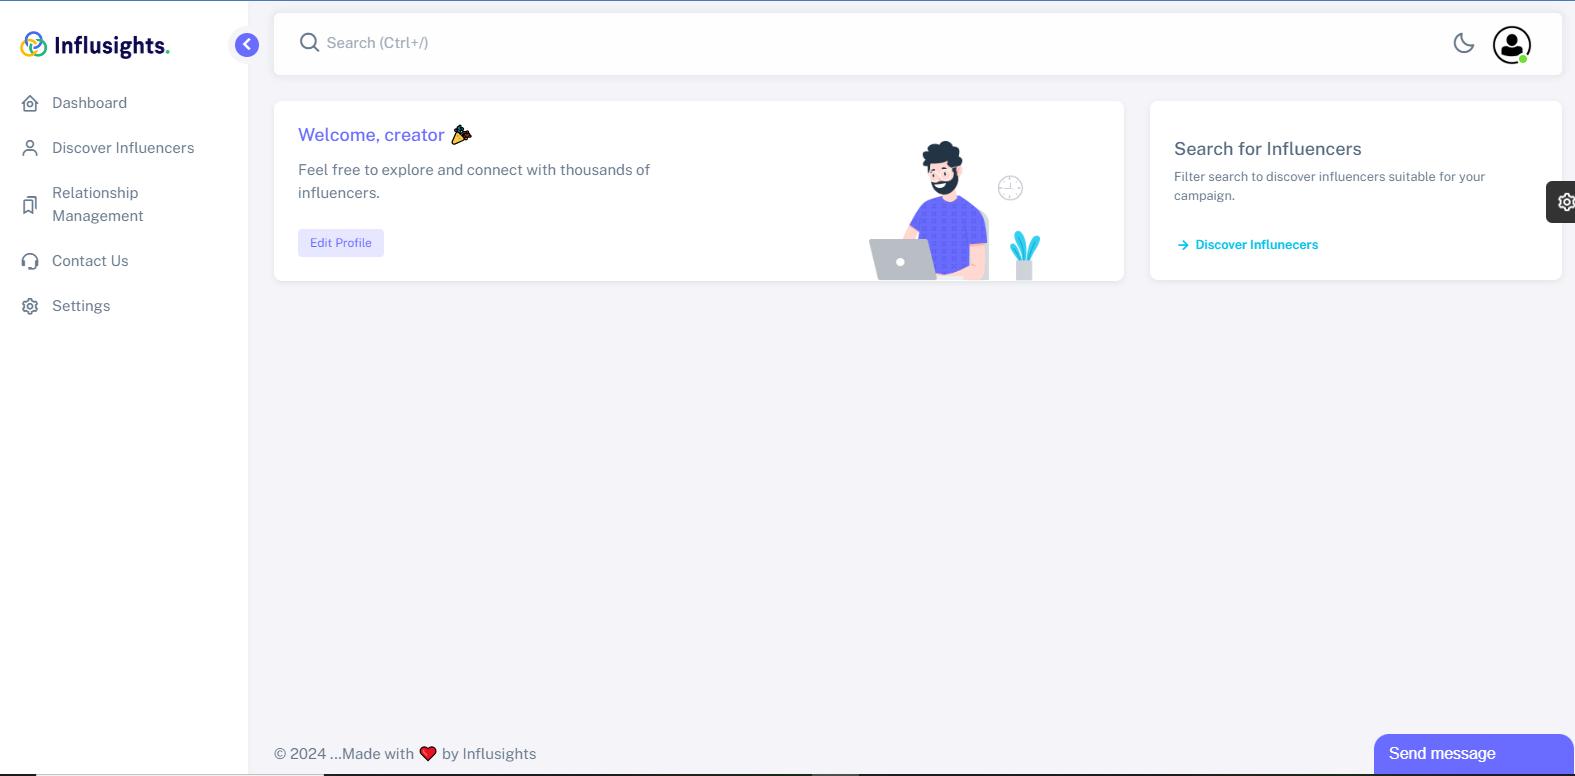 Influsights.
Dashboard
Discover Influencers
Relationship
Management
Contact Us
Settings
Search (Ctrl+/)
Welcome, creator 🎉
Feel free to explore and connect with thousands of
influencers.
Edit Profile
Search for Influencers
Filter search to discover influencers suitable for your
campaign.
→ Discover Influnecers
© 2024 ...Made with ❤️ by Influsights
Send message